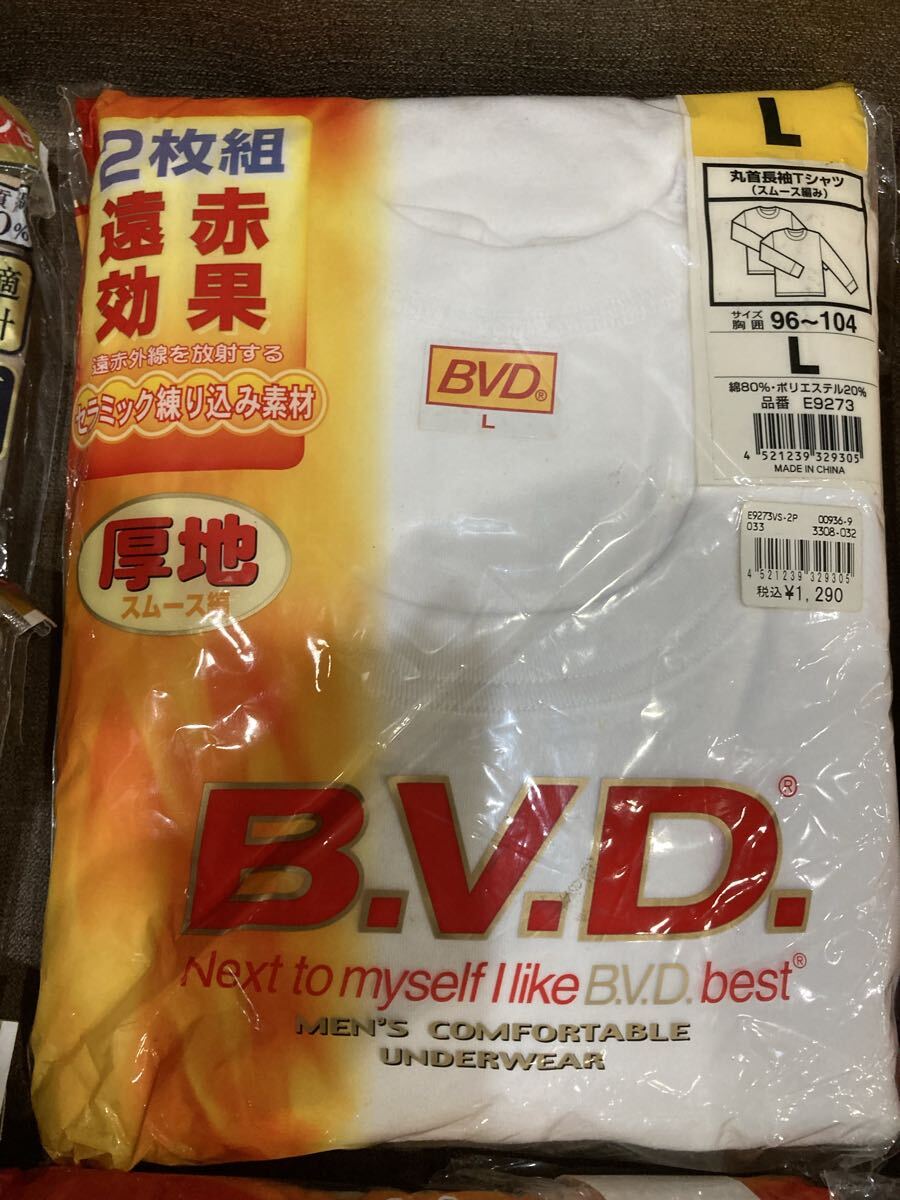 2枚組
遠赤
効果
遠赤外線を放射する
セラミック練り込み素材
厚地
スムース編
BVD®
L
L
丸首長袖Tシャツ
(スムース編み)
サイズ
胸囲 96～104
L
綿80%・ポリエステル20%
品番 E9273
4 521239 329305
MADE IN CHINA
E9273VS-2P 00936-9
033 3308-032
4 521239 329305
税込¥1,290
B.V.D.®
Next to myself I like B.V.D. best®
MEN'S COMFORTABLE
UNDERWEAR
0%
適